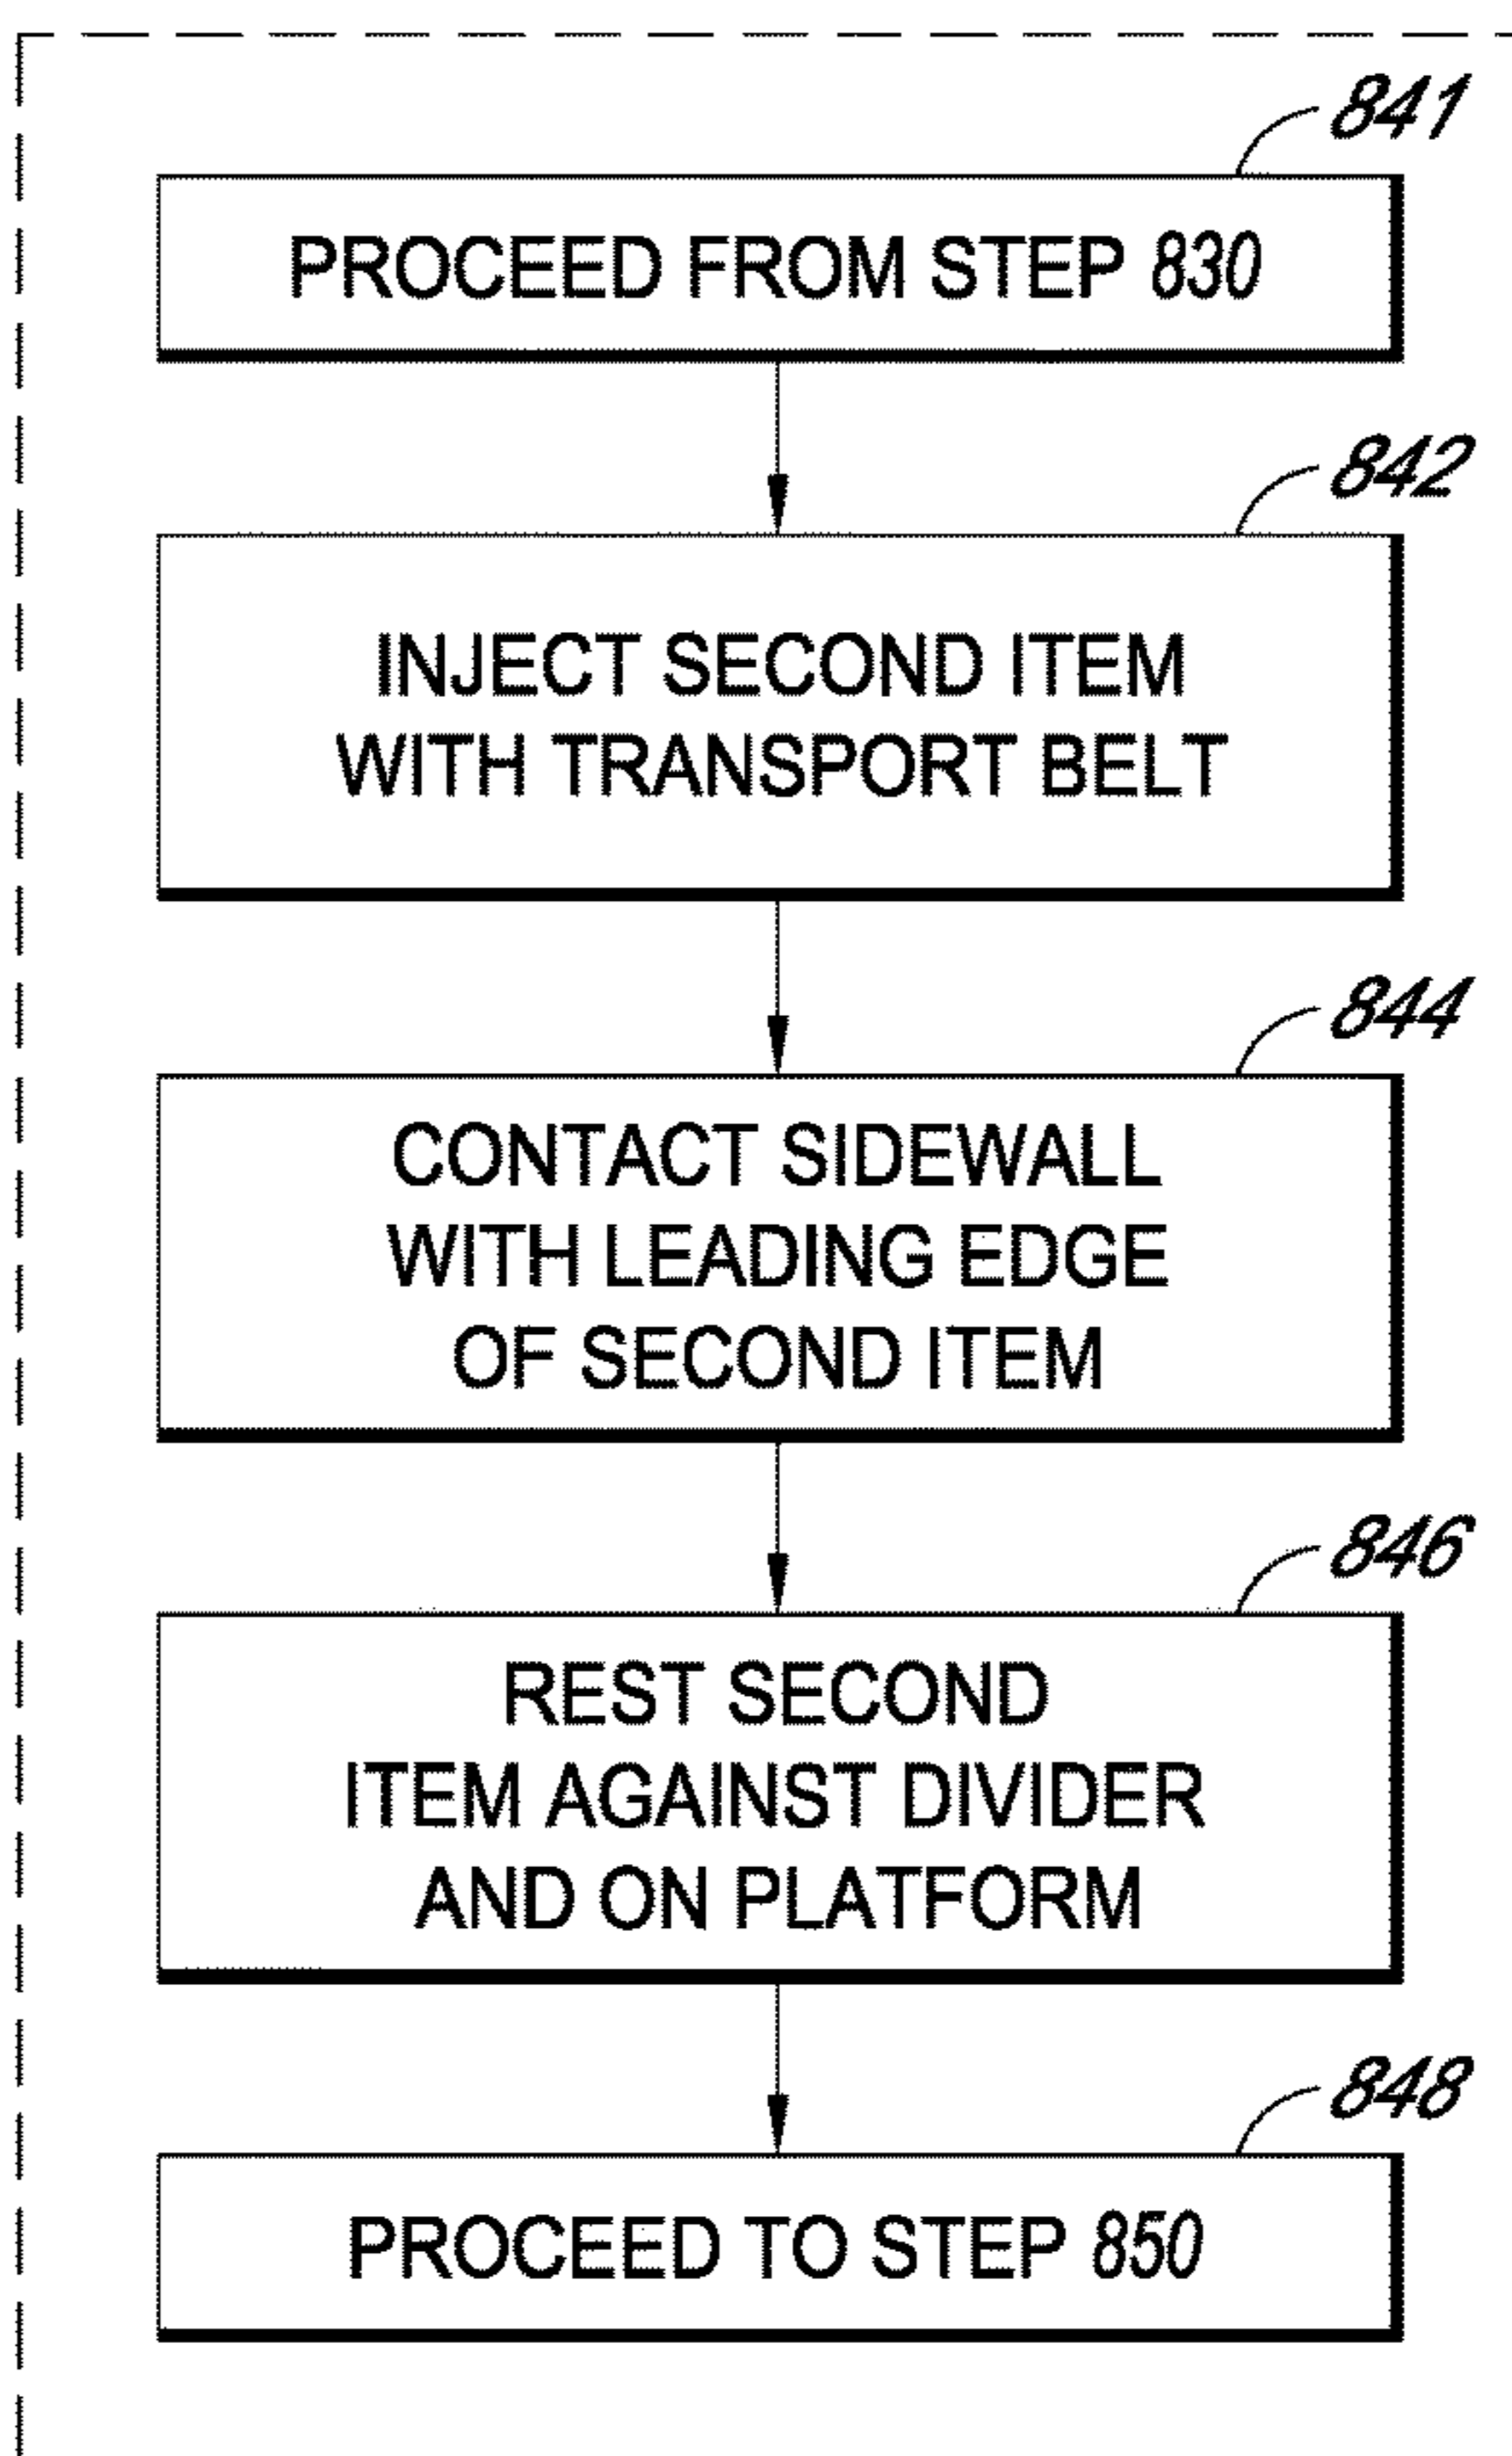 841
PROCEED FROM STEP 830
842
INJECT SECOND ITEM
WITH TRANSPORT BELT
844
CONTACT SIDEWALL
WITH LEADING EDGE
OF SECOND ITEM
846
REST SECOND
ITEM AGAINST DIVIDER
AND ON PLATFORM
848
PROCEED TO STEP 850